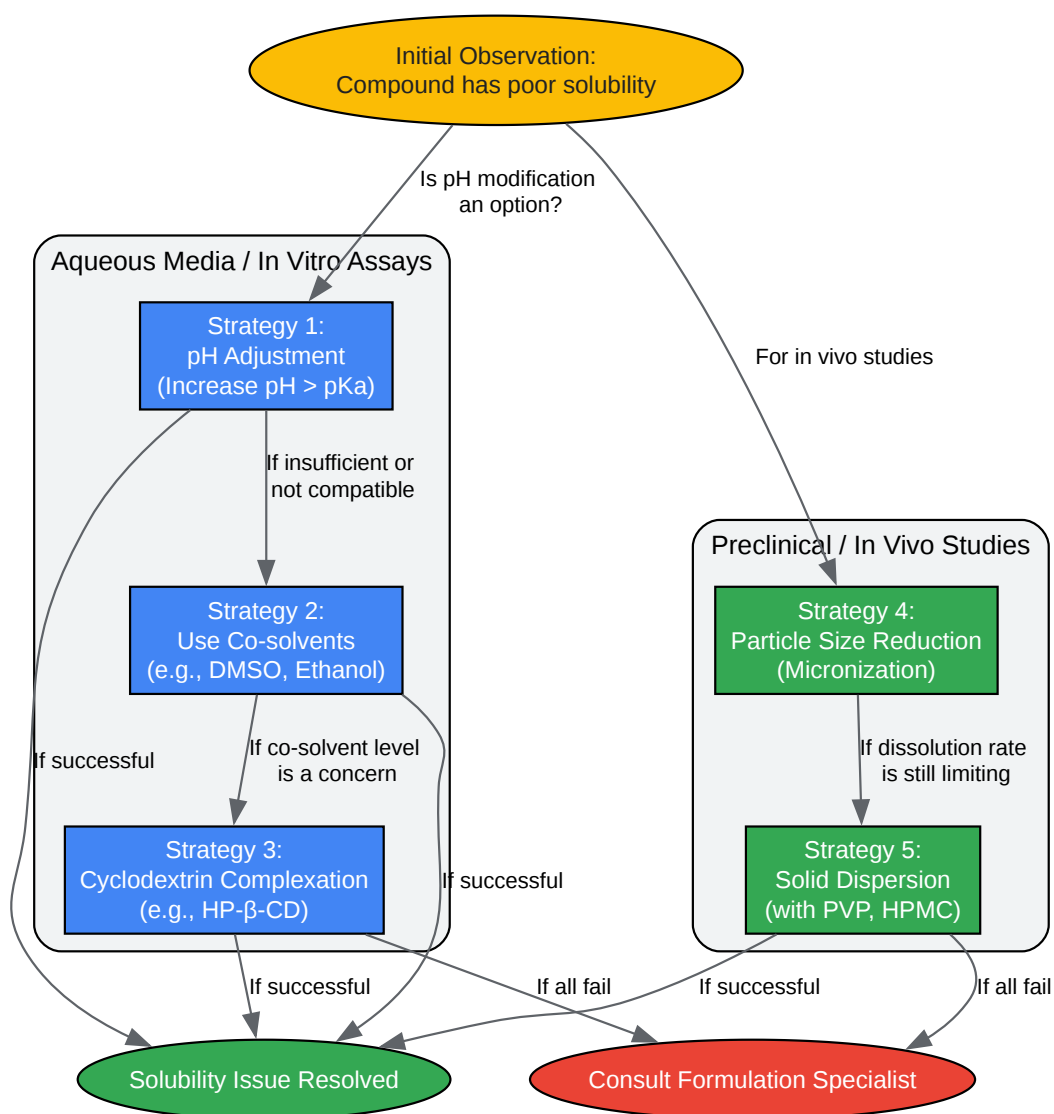 Initial Observation:
Compound has poor solubility
Is pH modification
an option?
Aqueous Media / In Vitro Assays
Strategy 1:
pH Adjustment
(Increase pH > pKa)
For in vivo studies
If insufficient or
not compatible
Preclinical / In Vivo Studies
Strategy 2:
Use Co-solvents
(e.g., DMSO, Ethanol)
Strategy 4:
Particle Size Reduction
(Micronization)
If successful
If co-solvent level
is a concern
If dissolution rate
is still limiting
Strategy 3:
Cyclodextrin Complexation
(e.g., HP-β-CD)
If successful
Strategy 5:
Solid Dispersion
(with PVP, HPMC)
If successful
If all fail
If successful
If all fail
Solubility Issue Resolved
Consult Formulation Specialist